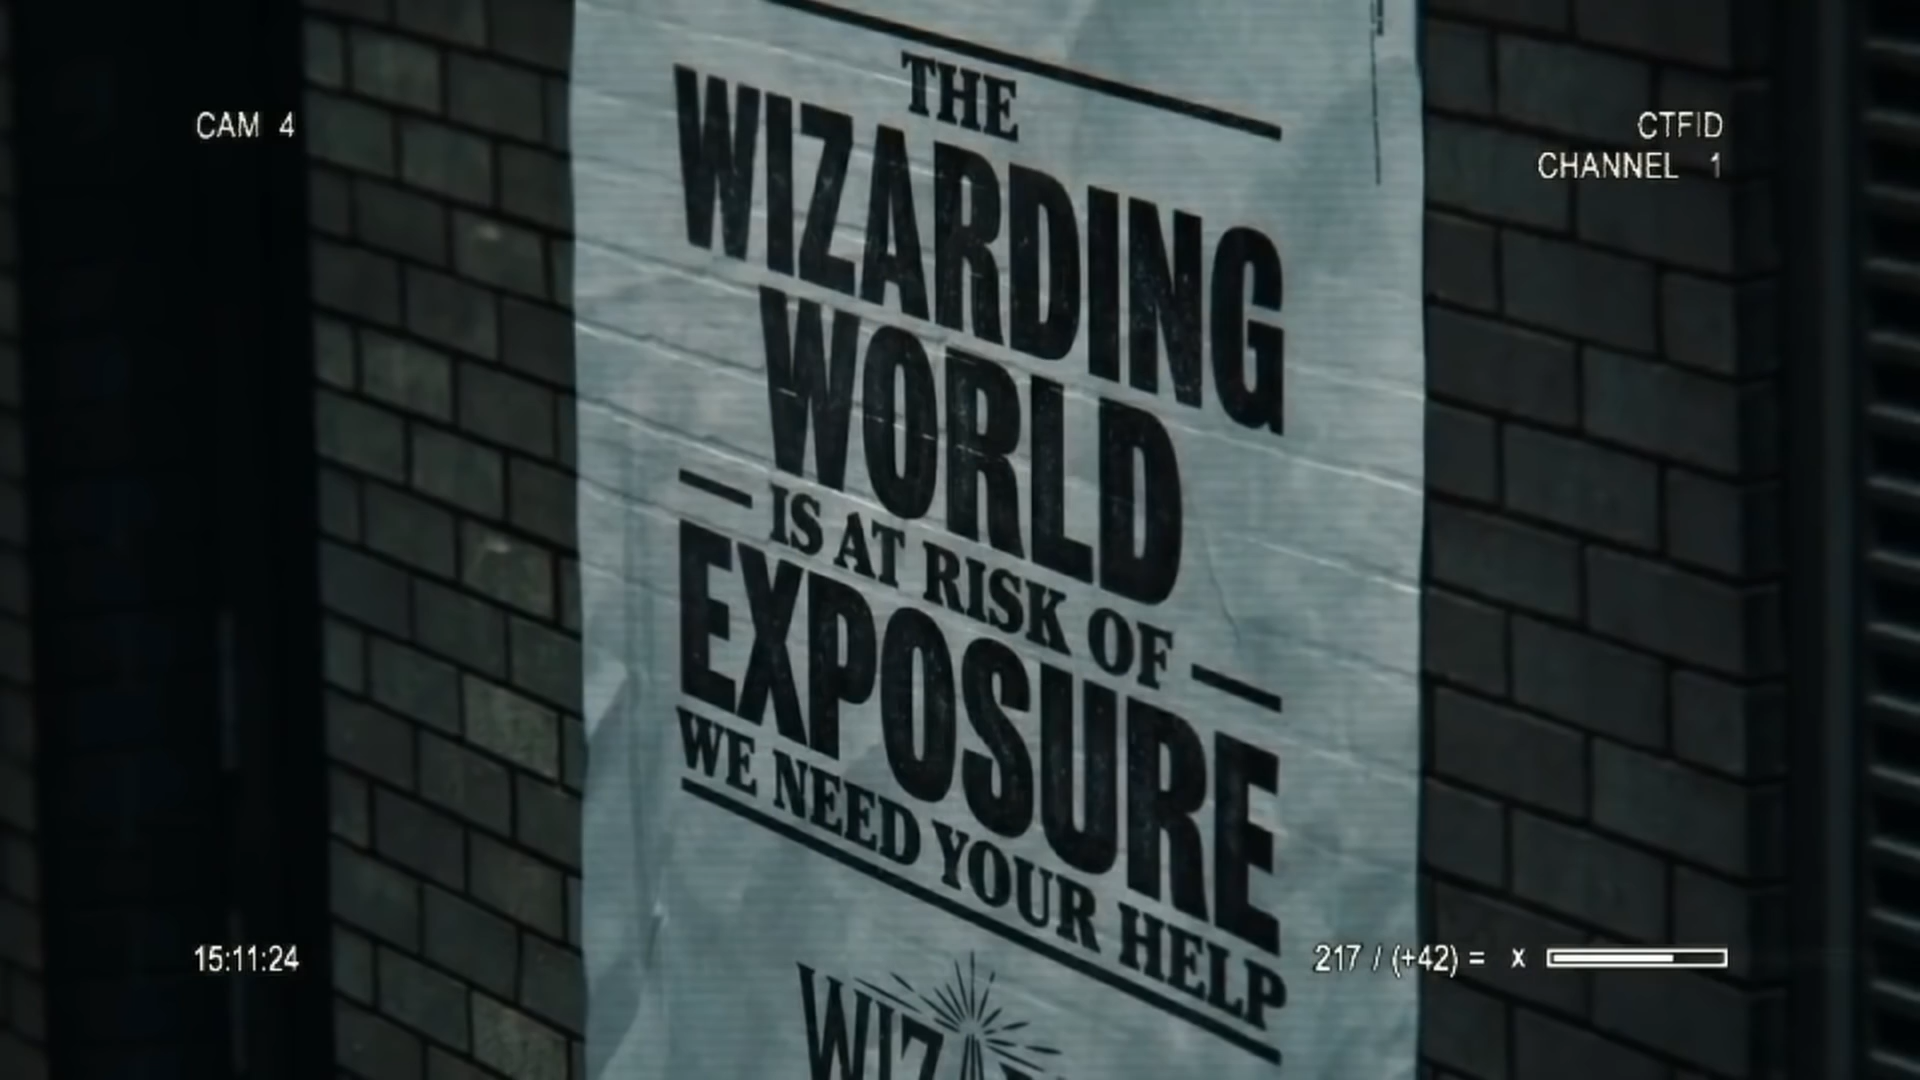 CAM 4
CTFID
CHANNEL 1
THE
WIZARDING
WORLD
IS AT RISK OF
EXPOSURE
WE NEED YOUR HELP
15:11:24
217 / (+42) = x